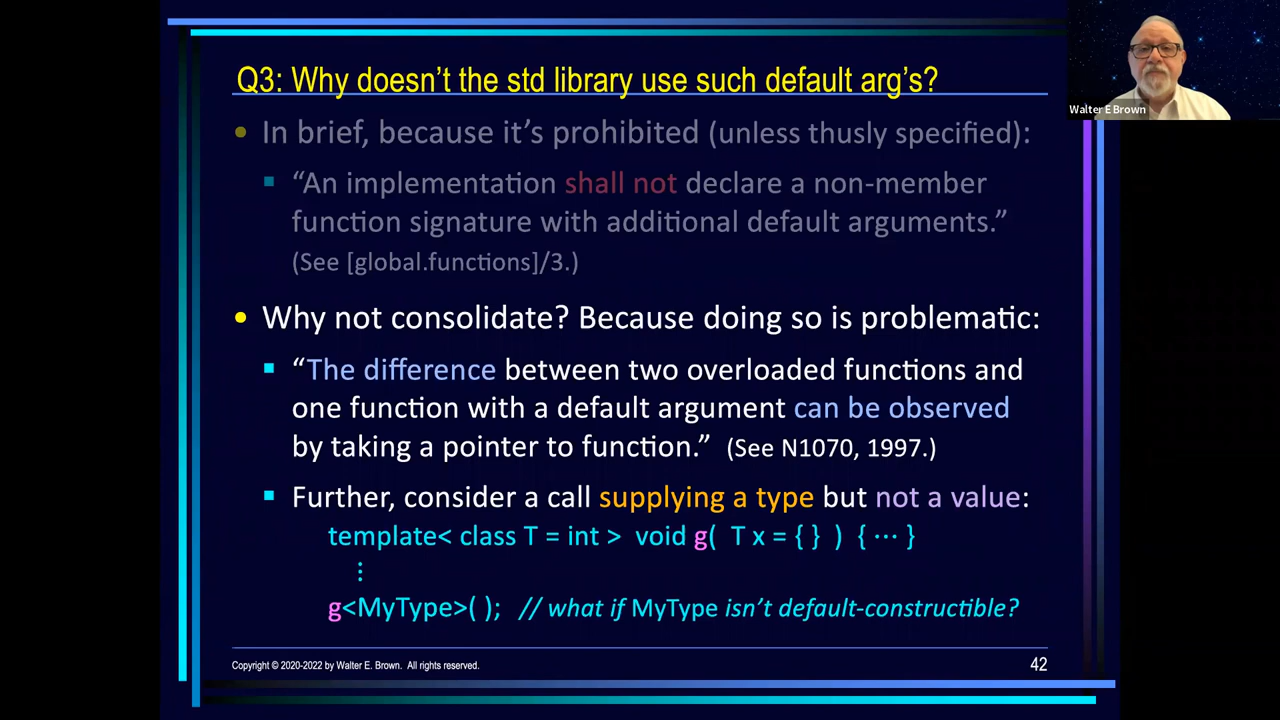 Q3: Why doesn't the std library use such default arg's?
Walter E Brown
• In brief, because it's prohibited (unless thusly specified):
▪ “An implementation shall not declare a non-member
function signature with additional default arguments.”
(See [global.functions]/3.)
• Why not consolidate? Because doing so is problematic:
▪ “The difference between two overloaded functions and
one function with a default argument can be observed
by taking a pointer to function.” (See N1070, 1997.)
▪ Further, consider a call supplying a type but not a value:
template< class T = int > void g( T x = { } ) { ··· }
⋮
g<MyType>( ); // what if MyType isn't default-constructible?
Copyright © 2020-2022 by Walter E. Brown. All rights reserved.
42